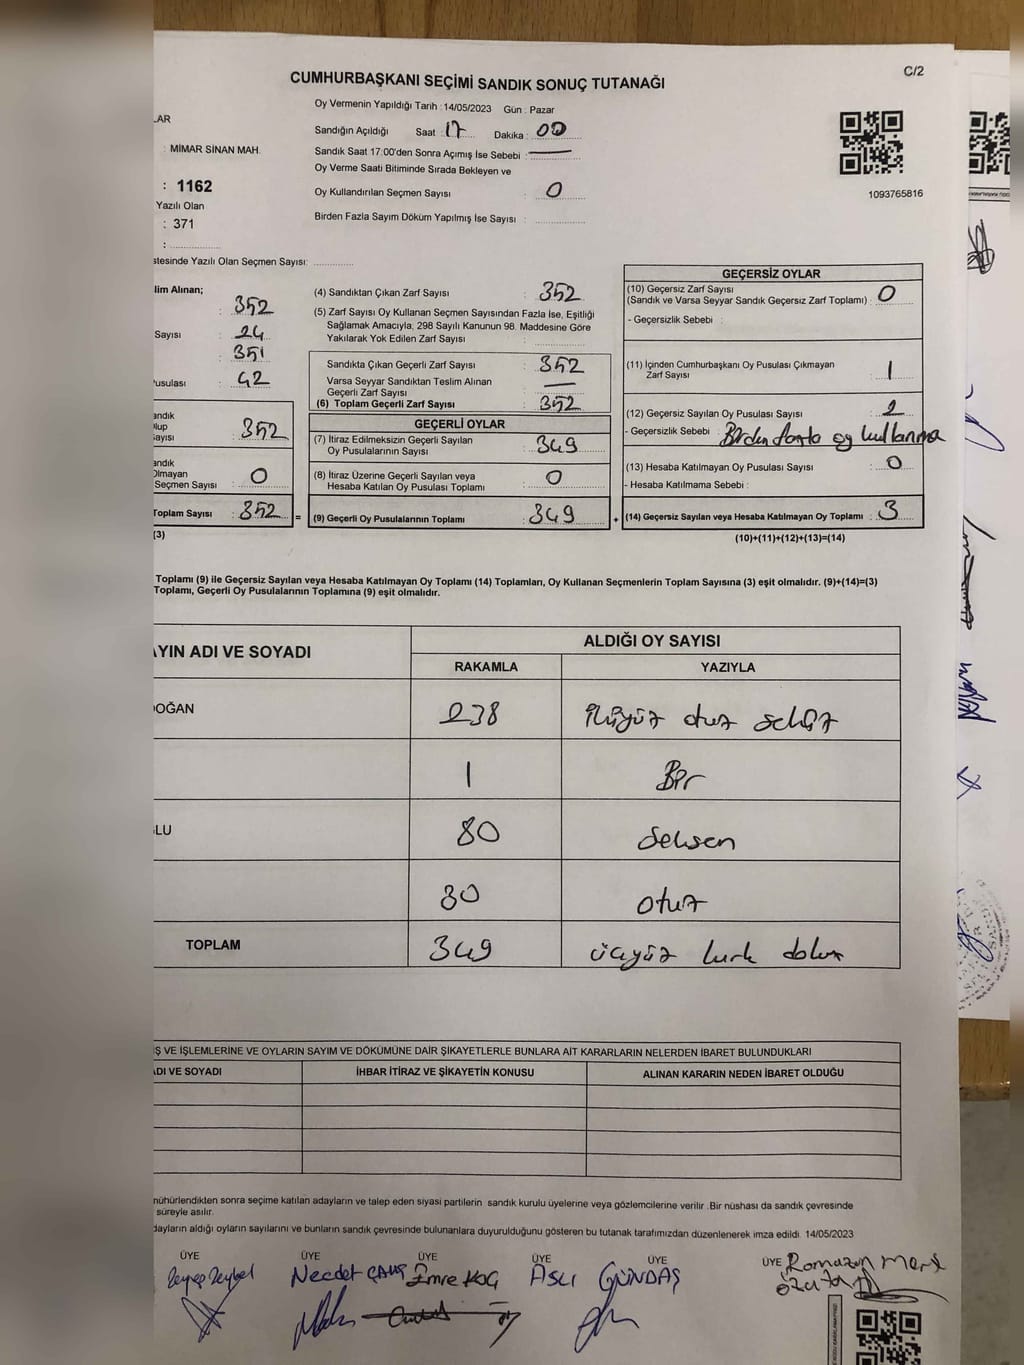 C/2
CUMHURBAŞKANI SEÇİMİ SANDIK SONUÇ TUTANAĞI
Oy Vermenin Yapıldığı Tarih :14/05/2023 Gün : Pazar
LAR
Sandığın Açıldığı Saat : 17 Dakika : 00
MİMAR SİNAN MAH.
Sandık Saat 17:00'den Sonra Açımış İse Sebebi :
Oy Verme Saati Bitiminde Sırada Bekleyen ve
: 1162
Oy Kullandırılan Seçmen Sayısı : 0
1093765816
Yazılı Olan
Birden Fazla Sayım Döküm Yapılmış İse Sayısı :
: 371
:
stesinde Yazılı Olan Seçmen Sayısı:
lim Alınan;
: 352
Sayısı : 24
351
usulası : 42
andık
lup
ayısı 352
andık
Olmayan
Seçmen Sayısı 0
Toplam Sayısı : 352 =
(3)
(4) Sandıktan Çıkan Zarf Sayısı : 352
(5) Zarf Sayısı Oy Kullanan Seçmen Sayısından Fazla İse, Eşitliği
Sağlamak Amacıyla, 298 Sayılı Kanunun 98. Maddesine Göre
Yakılarak Yok Edilen Zarf Sayısı :
Sandıkta Çıkan Geçerli Zarf Sayısı : 352
Varsa Seyyar Sandıktan Teslim Alınan
Geçerli Zarf Sayısı :
(6) Toplam Geçerli Zarf Sayısı : 352
GEÇERLİ OYLAR
(7) İtiraz Edilmeksizin Geçerli Sayılan
Oy Pusulalarının Sayısı : 349
(8) İtiraz Üzerine Geçerli Sayılan veya
Hesaba Katılan Oy Pusulası Toplamı : 0
(9) Geçerli Oy Pusulalarının Toplamı : 349 +
GEÇERSİZ OYLAR
(10) Geçersiz Zarf Sayısı
(Sandık ve Varsa Seyyar Sandık Geçersiz Zarf Toplamı) : 0
- Geçersizlik Sebebi :
(11) İçinden Cumhurbaşkanı Oy Pusulası Çıkmayan
Zarf Sayısı : 1
(12) Geçersiz Sayılan Oy Pusulası Sayısı : 2
- Geçersizlik Sebebi : Birden fazla oy kullanma
(13) Hesaba Katılmayan Oy Pusulası Sayısı : 0
- Hesaba Katılmama Sebebi :
(14) Geçersiz Sayılan veya Hesaba Katılmayan Oy Toplamı : 3
(10)+(11)+(12)+(13)=(14)
Toplamı (9) ile Geçersiz Sayılan veya Hesaba Katılmayan Oy Toplamı (14) Toplamları, Oy Kullanan Seçmenlerin Toplam Sayısına (3) eşit olmalıdır. (9)+(14)=(3)
Toplamı, Geçerli Oy Pusulalarının Toplamına (9) eşit olmalıdır.
AYIN ADI VE SOYADI
ALDIĞI OY SAYISI
RAKAMLA YAZIYLA
DOĞAN 238 ikiyüz otuz sekiz
1 Bir
LU 80 seksen
30 otuz
TOPLAM 349 üçyüz kırk dokuz
Ş VE İŞLEMLERİNE VE OYLARIN SAYIM VE DÖKÜMÜNE DAİR ŞİKAYETLERLE BUNLARA AİT KARARLARIN NELERDEN İBARET BULUNDUKLARI
ADI VE SOYADI İHBAR İTİRAZ VE ŞİKAYETİN KONUSU ALINAN KARARIN NEDEN İBARET OLDUĞU
nühürlendikten sonra seçime katılan adayların ve talep eden siyasi partilerin sandık kurulu üyelerine veya gözlemcilerine verilir .Bir nüshası da sandık çevresinde
süreyle asılır.
dayların aldığı oyların sayılarını ve bunların sandık çevresinde bulunanlara duyurulduğunu gösteren bu tutanak tarafımızdan düzenlenerek imza edildi. 14/05/2023
ÜYE ÜYE ÜYE ÜYE ÜYE ÜYE
Zeynep Zeybel Necdet ÇAVUŞ Emre KOÇ ASLI GÜNDAŞ Ramazan Mert